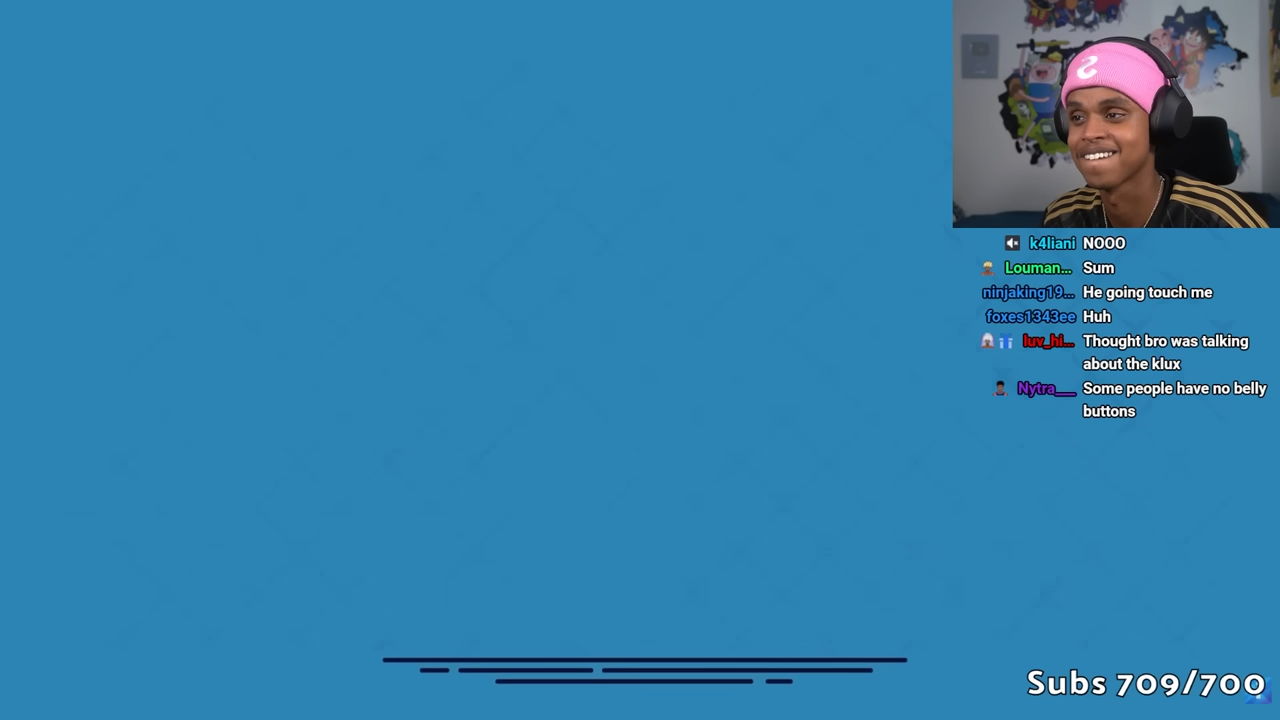 k4liani NOOO
Louman... Sum
ninjaking19... He going touch me
foxes1343ee Huh
luv_hi... Thought bro was talking
about the klux
Nytra___ Some people have no belly
buttons
Subs 709/700